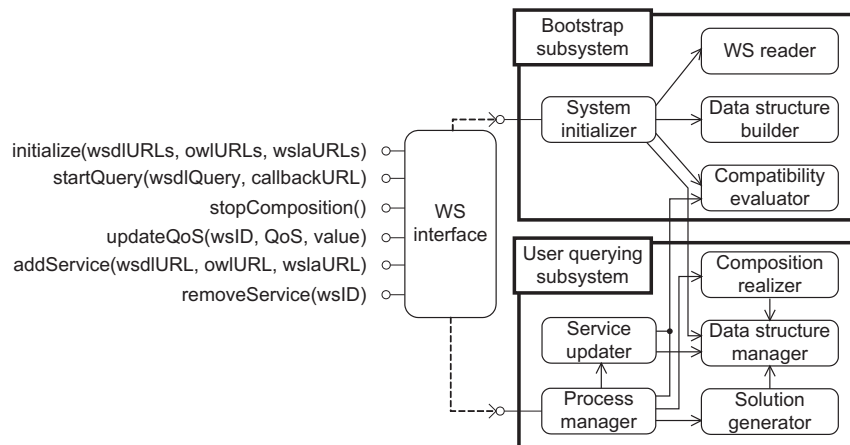 Bootstrap
subsystem
WS reader
System
initializer
Data structure
builder
Compatibility
evaluator
initialize(wsdlURLs, owlURLs, wslaURLs)
startQuery(wsdlQuery, callbackURL)
stopComposition()
updateQoS(wsID, QoS, value)
addService(wsdlURL, owlURL, wslaURL)
removeService(wsID)
WS
interface
User querying
subsystem
Composition
realizer
Service
updater
Data structure
manager
Process
manager
Solution
generator